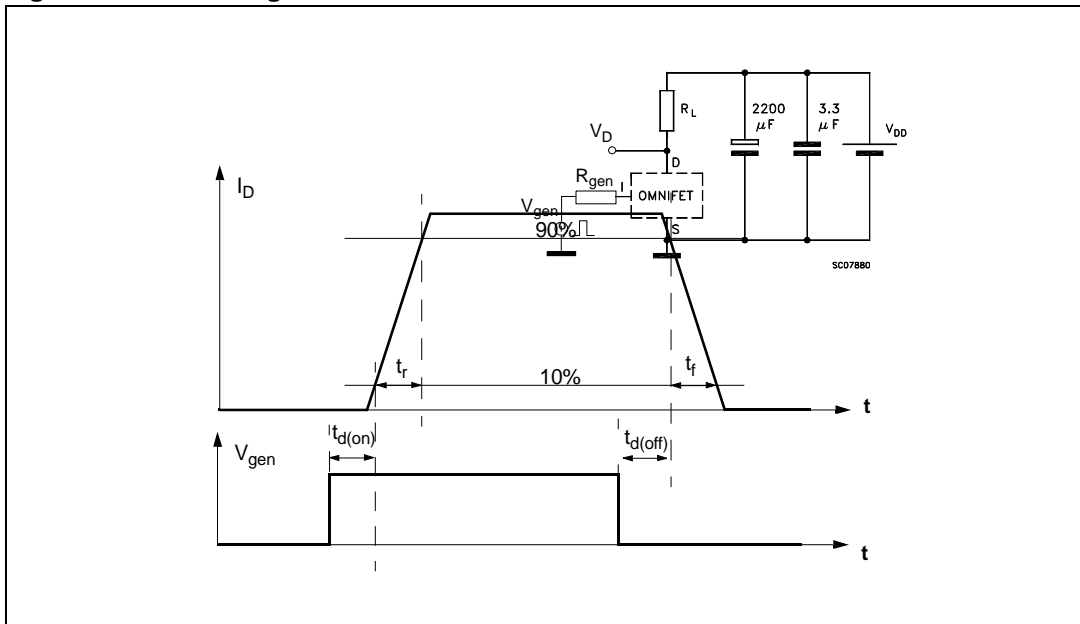 R_L
2200 µF
3.3 µF
V_DD
V_D
D
R_gen
I
OMNIFET
I_D
V_gen
90%
S
SC07880
t_r
10%
t_f
t
t_d(on)
t_d(off)
V_gen
t